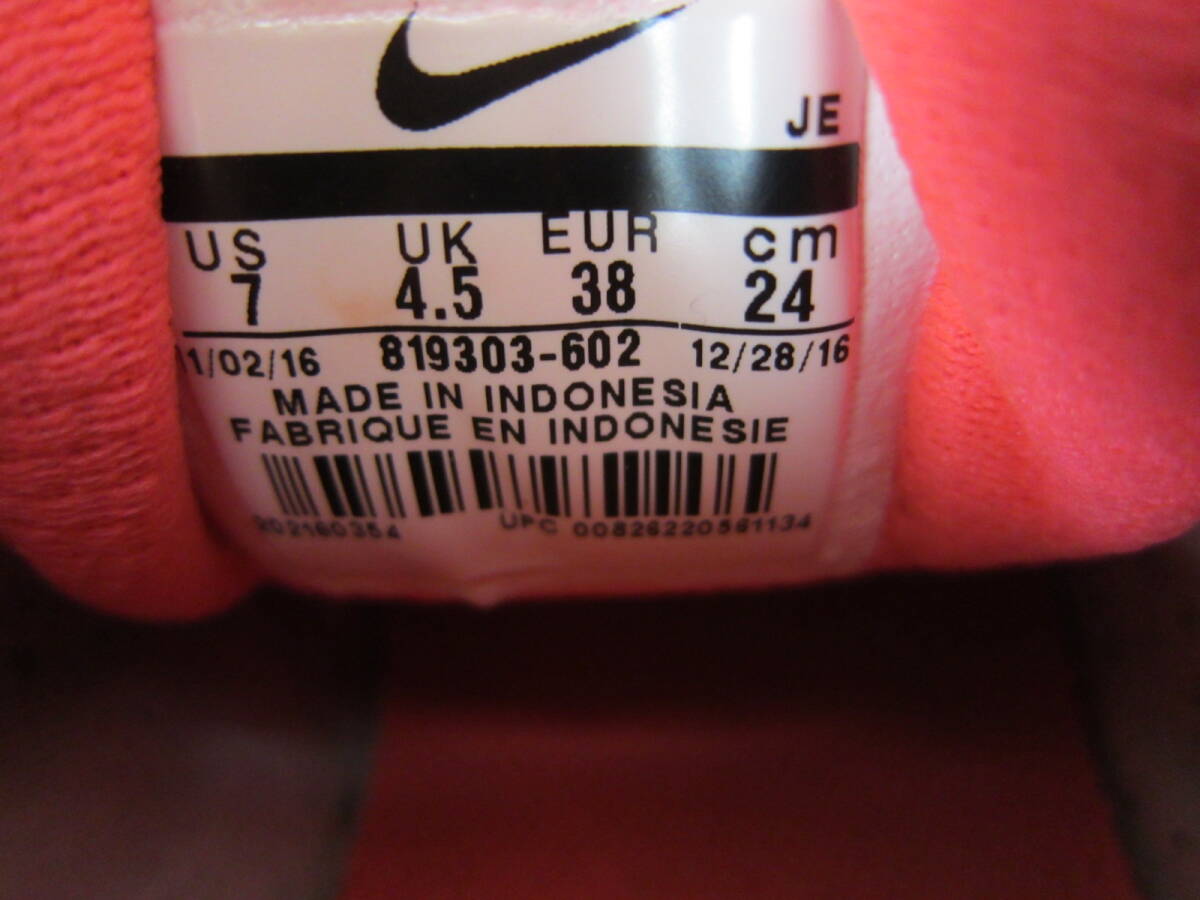 JE
US UK EUR cm
7 4.5 38 24
1/02/16 819303-602 12/28/16
MADE IN INDONESIA
FABRIQUE EN INDONESIE
UPC 00826220561134